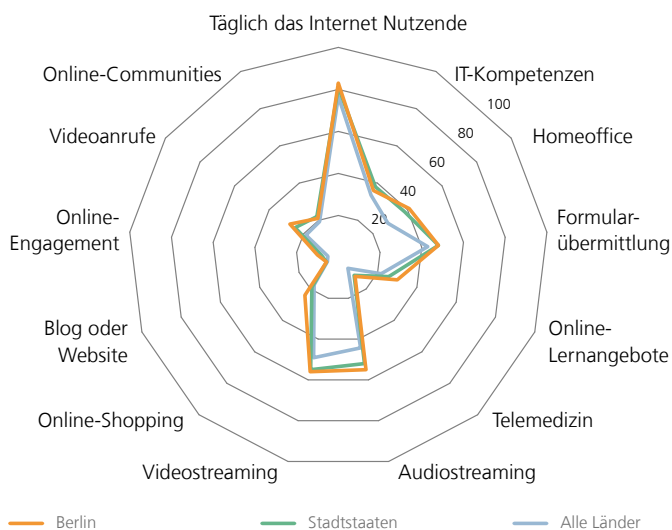 Täglich das Internet Nutzende
Online-Communities
IT-Kompetenzen
100
Videoanrufe
Homeoffice
80
60
40
20
Online-
Engagement
Formular-
übermittlung
Blog oder
Website
Online-
Lernangebote
Online-Shopping
Telemedizin
Videostreaming
Audiostreaming
Berlin
Stadtstaaten
Alle Länder